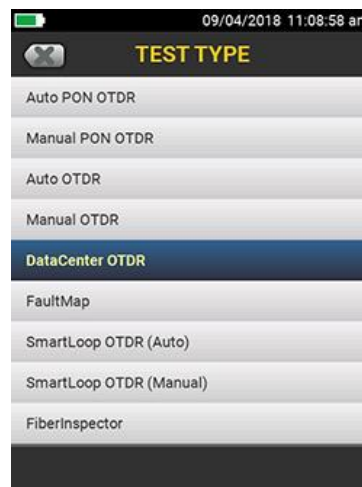 09/04/2018 11:08:58 am
TEST TYPE
Auto PON OTDR
Manual PON OTDR
Auto OTDR
Manual OTDR
DataCenter OTDR
FaultMap
SmartLoop OTDR (Auto)
SmartLoop OTDR (Manual)
FiberInspector